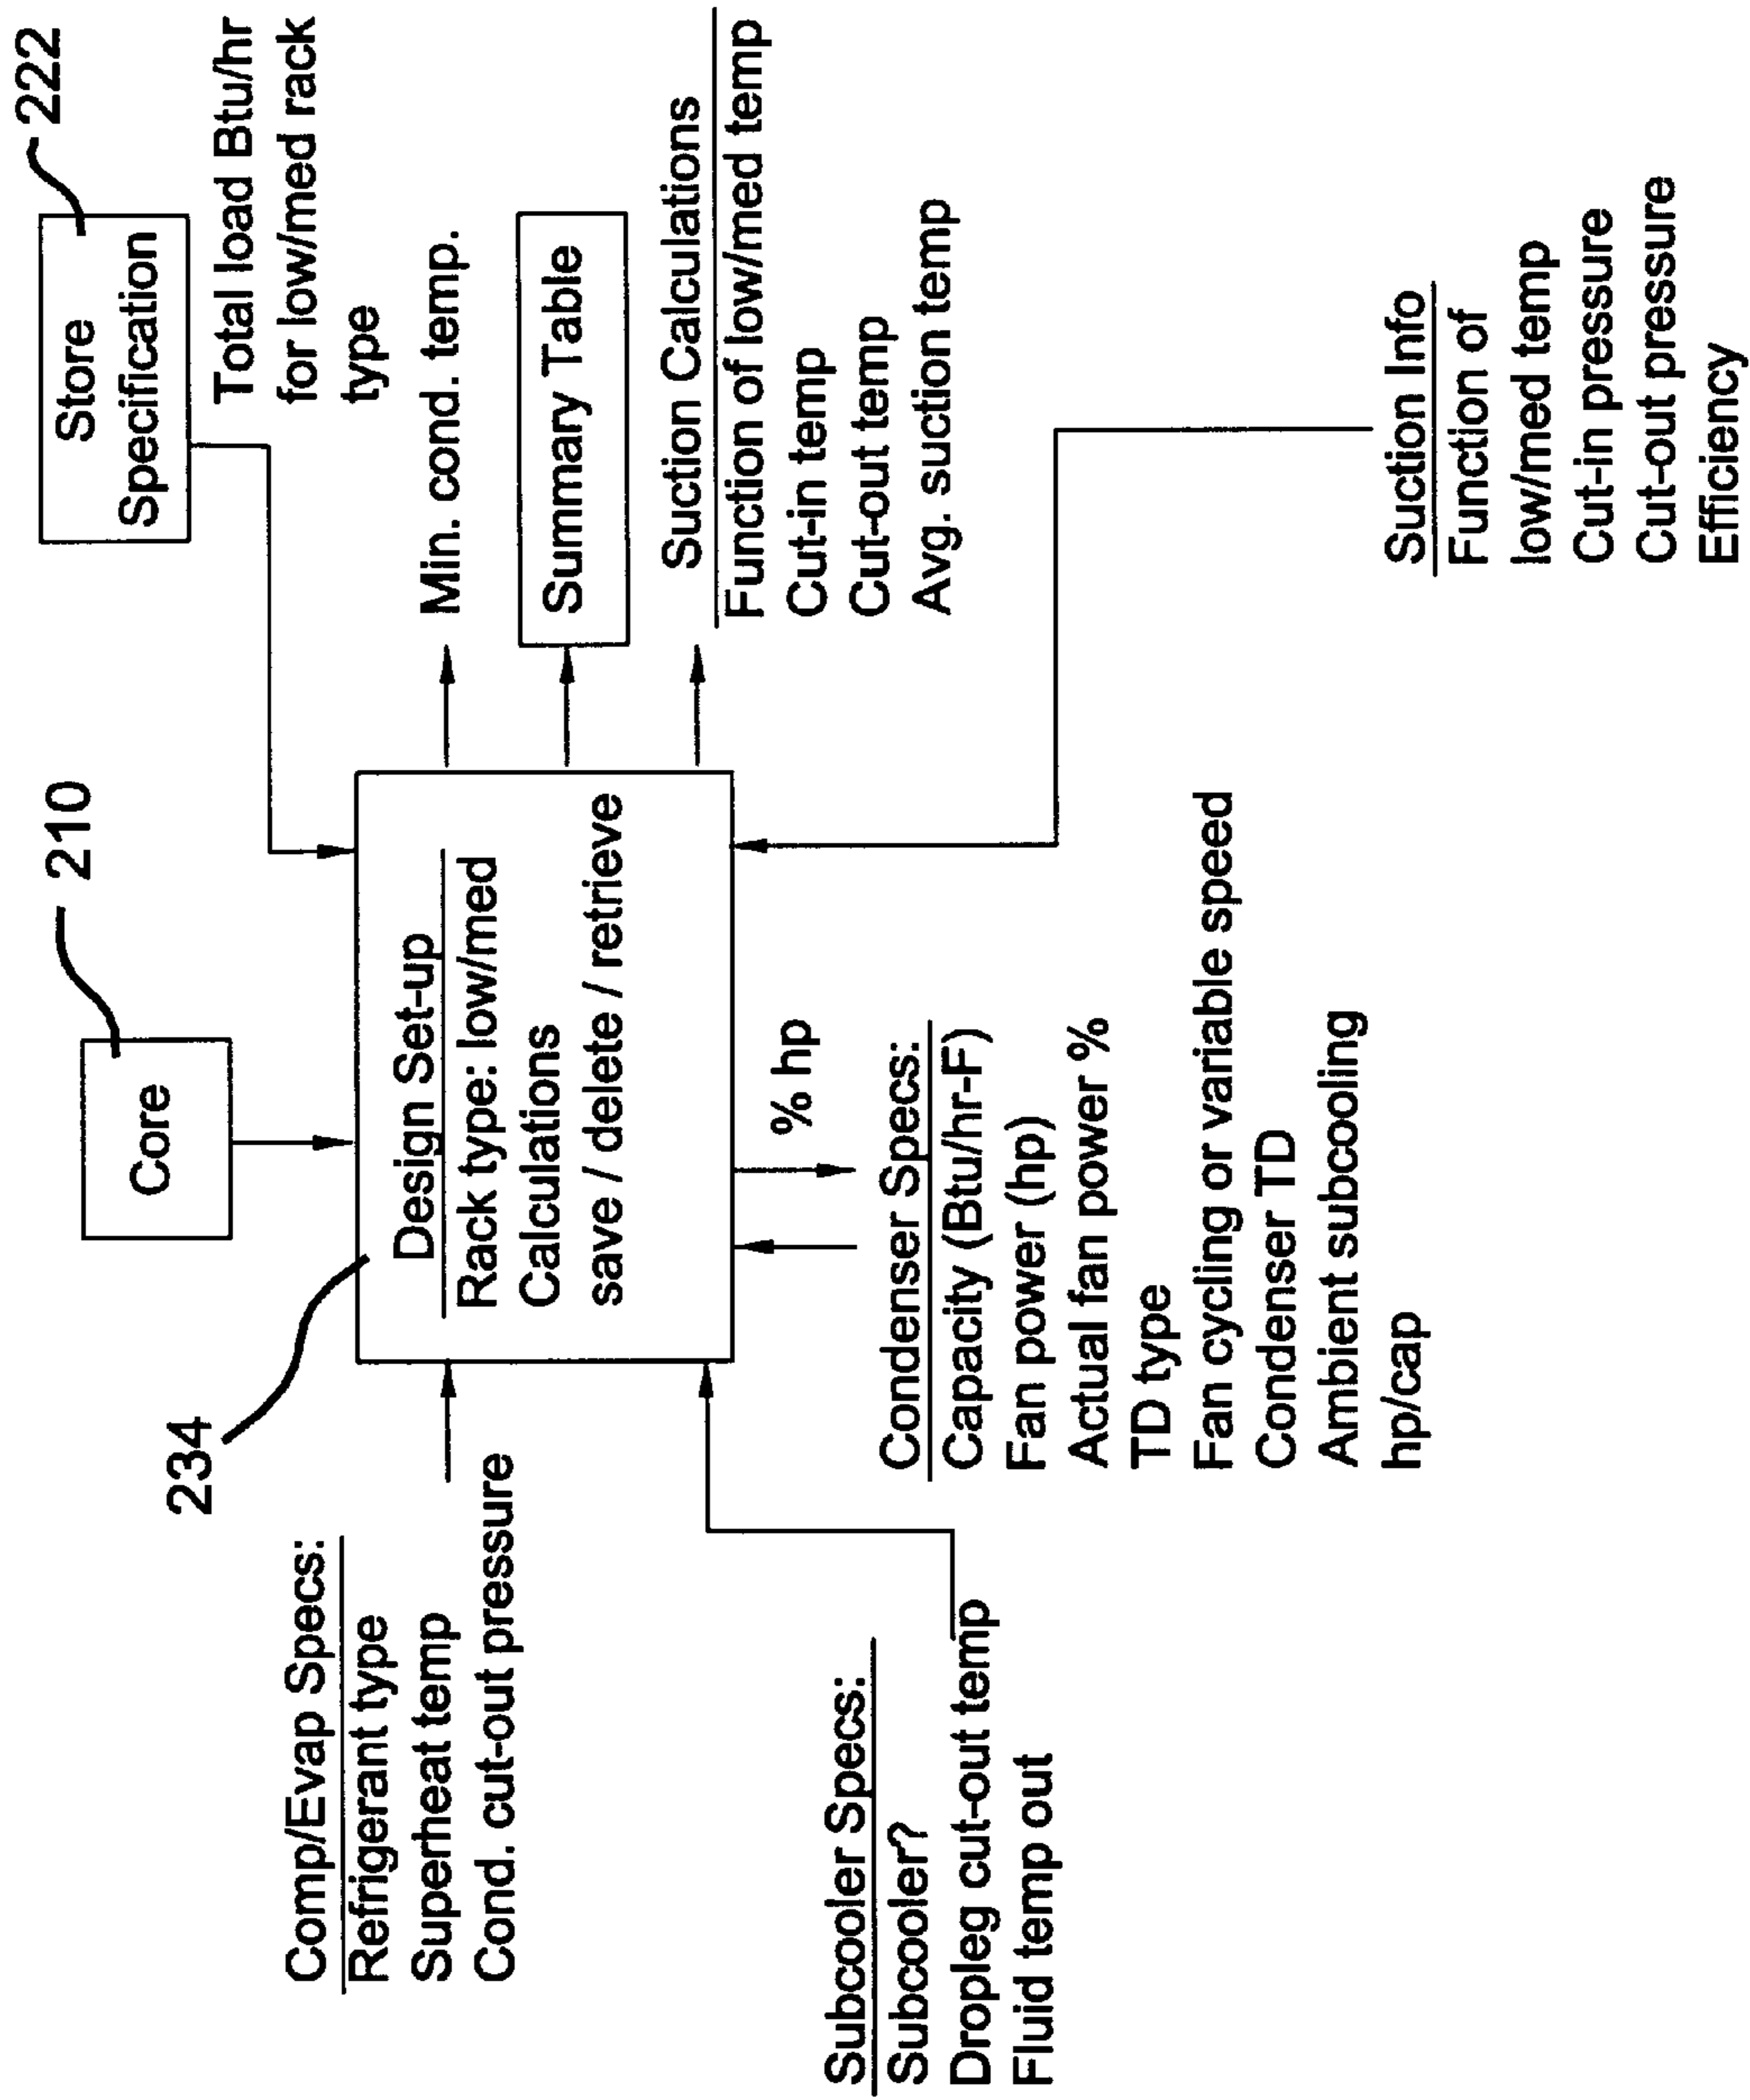 222
Store
Specification
Total load Btu/hr
for low/med rack
type
210
Core
234
Design Set-up
Rack type: low/med
Calculations
save / delete / retrieve
Comp/Evap Specs:
Refrigerant type
Superheat temp
Cond. cut-out pressure
Min. cond. temp.
Summary Table
Suction Calculations
Function of low/med temp
Cut-in temp
Cut-out temp
Avg. suction temp
Subcooler Specs:
Subcooler?
Dropleg cut-out temp
Fluid temp out
% hp
Condenser Specs:
Capacity (Btu/hr-F)
Fan power (hp)
Actual fan power %
TD type
Fan cycling or variable speed
Condenser TD
Ambient subcooling
hp/cap
Suction Info
Function of
low/med temp
Cut-in pressure
Cut-out pressure
Efficiency